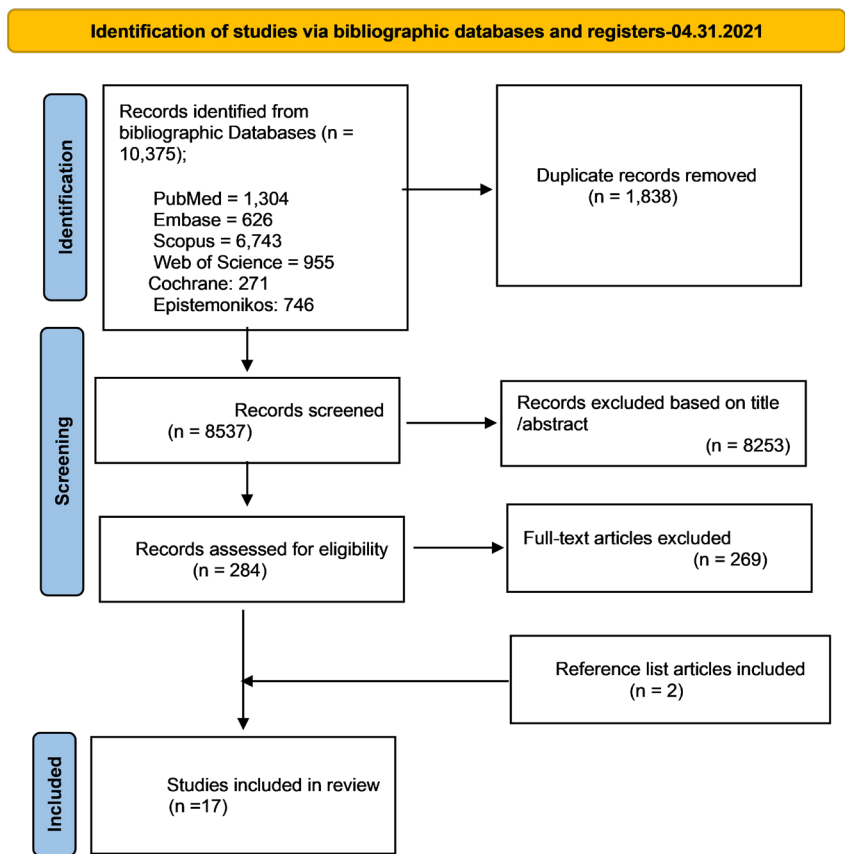 Identification of studies via bibliographic databases and registers-04.31.2021
Identification
Records identified from
bibliographic Databases (n =
10,375);
PubMed = 1,304
Embase = 626
Scopus = 6,743
Web of Science = 955
Cochrane: 271
Epistemonikos: 746
Duplicate records removed
(n = 1,838)
Screening
Records screened
(n = 8537)
Records excluded based on title
/abstract
(n = 8253)
Records assessed for eligibility
(n = 284)
Full-text articles excluded
(n = 269)
Reference list articles included
(n = 2)
Included
Studies included in review
(n =17)